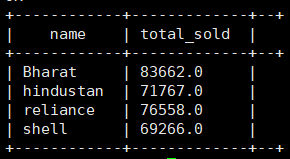 +------------+-------------+--+
|    name    | total_sold  |  |
+------------+-------------+--+
| Bharat     | 83662.0     |  |
| hindustan  | 71767.0     |  |
| reliance   | 76558.0     |  |
| shell      | 69266.0     |  |
+------------+-------------+--+